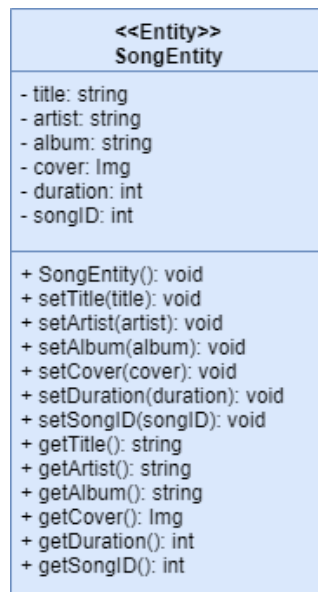 <<Entity>>
SongEntity
- title: string
- artist: string
- album: string
- cover: Img
- duration: int
- songID: int
+ SongEntity(): void
+ setTitle(title): void
+ setArtist(artist): void
+ setAlbum(album): void
+ setCover(cover): void
+ setDuration(duration): void
+ setSongID(songID): void
+ getTitle(): string
+ getArtist(): string
+ getAlbum(): string
+ getCover(): Img
+ getDuration(): int
+ getSongID(): int